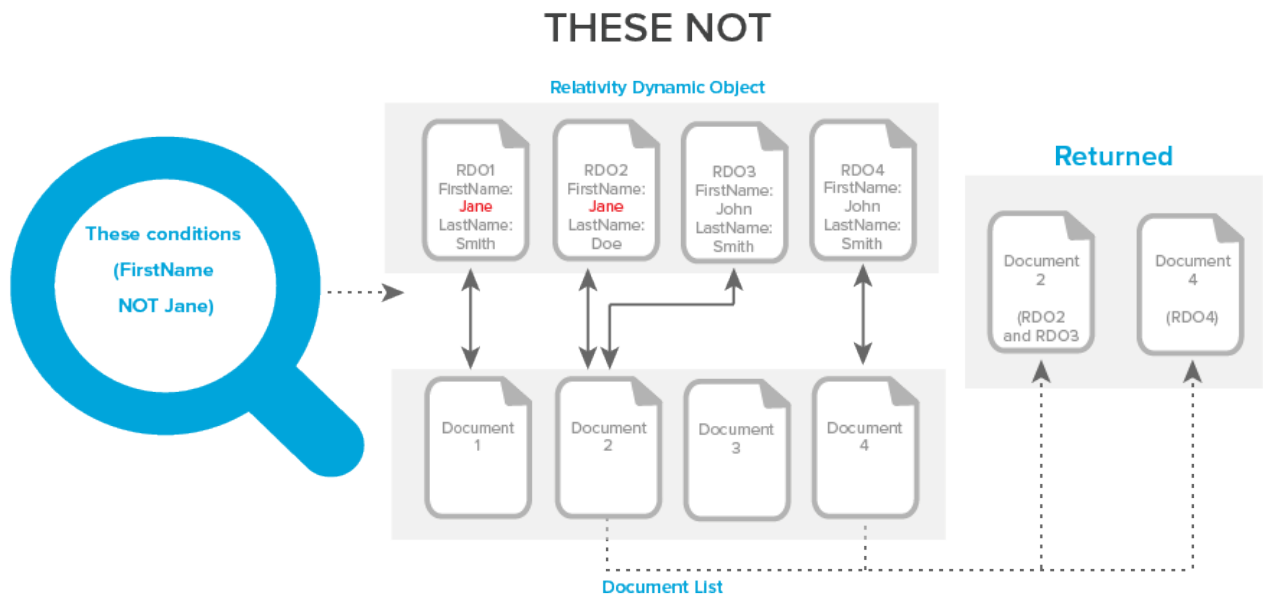 THESE NOT
Relativity Dynamic Object
RDO1
FirstName:
Jane
LastName:
Smith
RDO2
FirstName:
Jane
LastName:
Doe
RDO3
FirstName:
John
LastName:
Smith
RDO4
FirstName:
John
LastName:
Smith
Returned
These conditions
(FirstName
NOT Jane)
Document
2
(RDO2
and RDO3
Document
4
(RDO4)
Document
1
Document
2
Document
3
Document
4
Document List